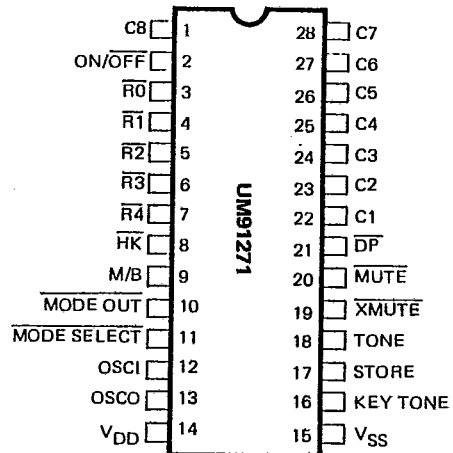 C8 1 28 C7
ON/OFF 2 27 C6
R0 3 26 C5
R1 4 25 C4
R2 5 24 C3
R3 6 23 C2
R4 7 22 C1
HK 8 21 DP
M/B 9 20 MUTE
MODE OUT 10 19 XMUTE
MODE SELECT 11 18 TONE
OSCI 12 17 STORE
OSCO 13 16 KEY TONE
VDD 14 15 VSS
UM91271